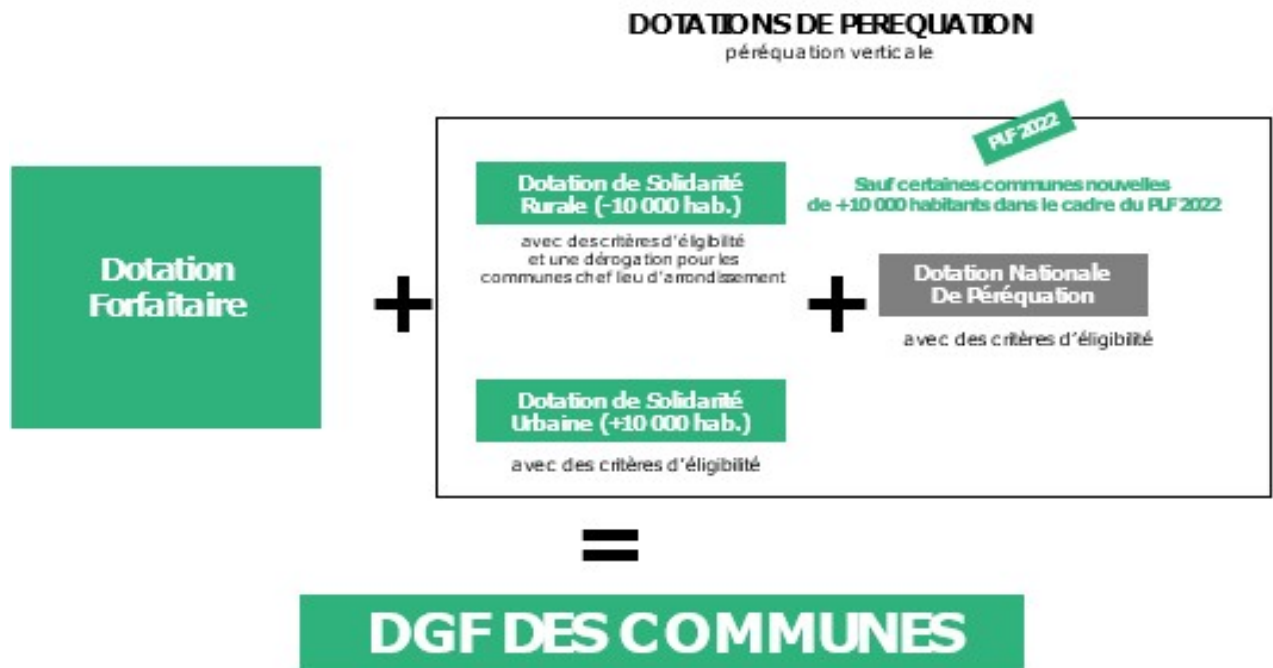 DOTATIONS DE PEREQUATION
péréquation verticale
PLF 2022
Dotation
Forfaitaire
+
Dotation de Solidarité
Rurale (-10 000 hab.)
avec des critères d'éligibilité
et une dérogation pour les
communes chef lieu d'arrondissement
Sauf certaines communes nouvelles
de +10 000 habitants dans le cadre du PLF 2022
+
Dotation Nationale
De Péréquation
avec des critères d'éligibilité
Dotation de Solidarité
Urbaine (+10 000 hab.)
avec des critères d'éligibilité
=
DGF DES COMMUNES